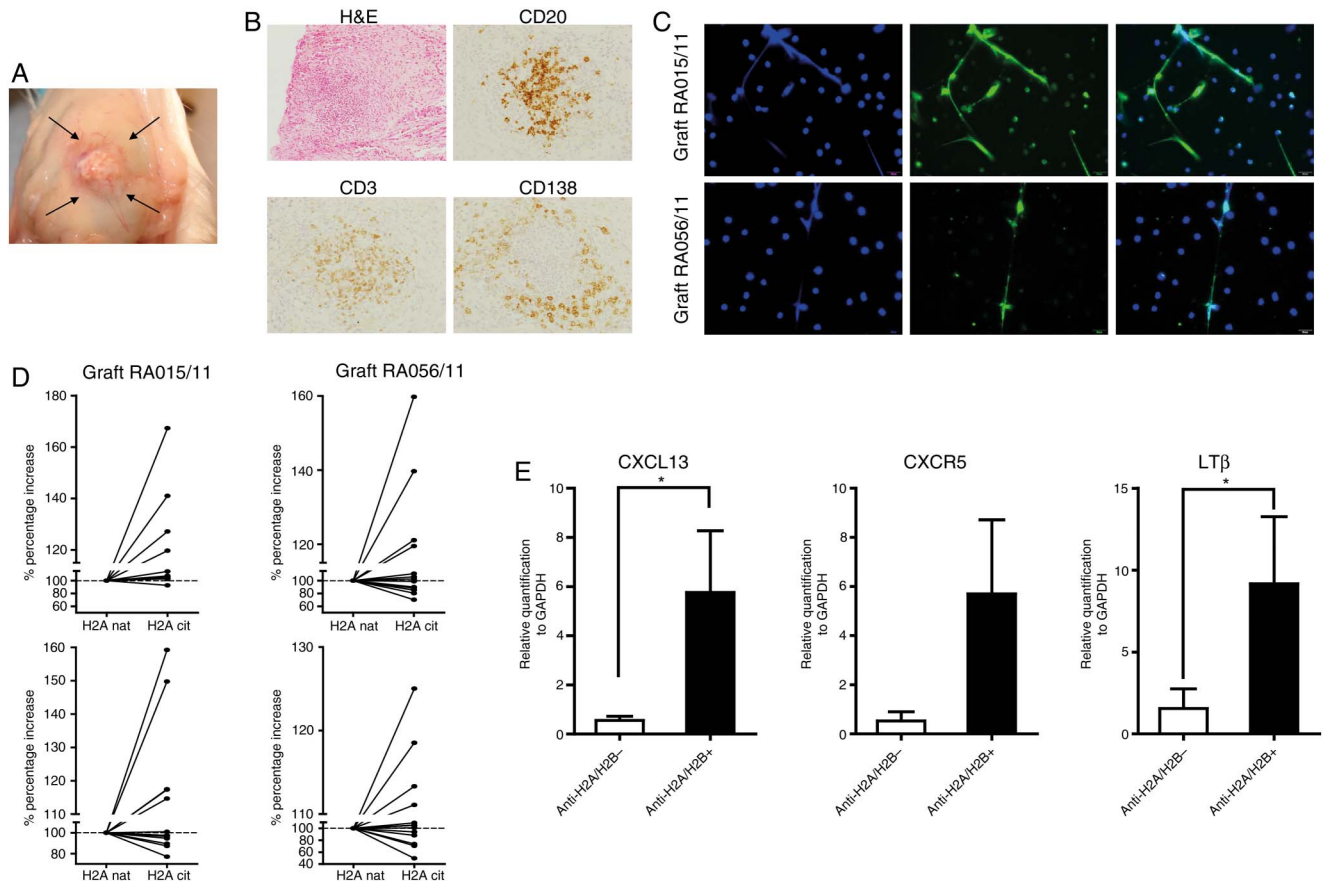 A
B
H&E
CD20
CD3
CD138
C
Graft RA015/11
Graft RA056/11
D
Graft RA015/11
% percentage increase
180
160
140
120
100
80
60
H2A nat
H2A cit
Graft RA056/11
% percentage increase
160
140
120
100
80
60
H2A nat
H2A cit
% percentage increase
160
150
140
130
120
110
100
80
H2A nat
H2A cit
% percentage increase
130
120
110
100
80
60
40
H2A nat
H2A cit
E
CXCL13
*
Relative quantification
to GAPDH
10
8
6
4
2
0
Anti-H2A/H2B–
Anti-H2A/H2B+
CXCR5
Relative quantification
to GAPDH
10
8
6
4
2
0
Anti-H2A/H2B–
Anti-H2A/H2B+
LTβ
*
Relative quantification
to GAPDH
15
10
5
0
Anti-H2A/H2B–
Anti-H2A/H2B+